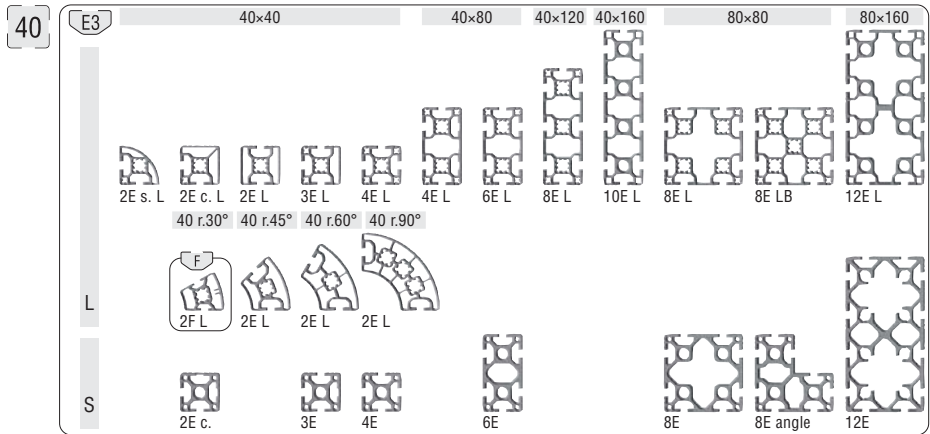 40
E3
40×40 40×80 40×120 40×160 80×80 80×160
2E s. L 2E c. L 2E L 3E L 4E L 4E L 6E L 8E L 10E L 8E L 8E LB 12E L
40 r.30° 40 r.45° 40 r.60° 40 r.90°
F
L
2F L 2E L 2E L 2E L
S
2E c. 3E 4E 6E 8E 8E angle 12E